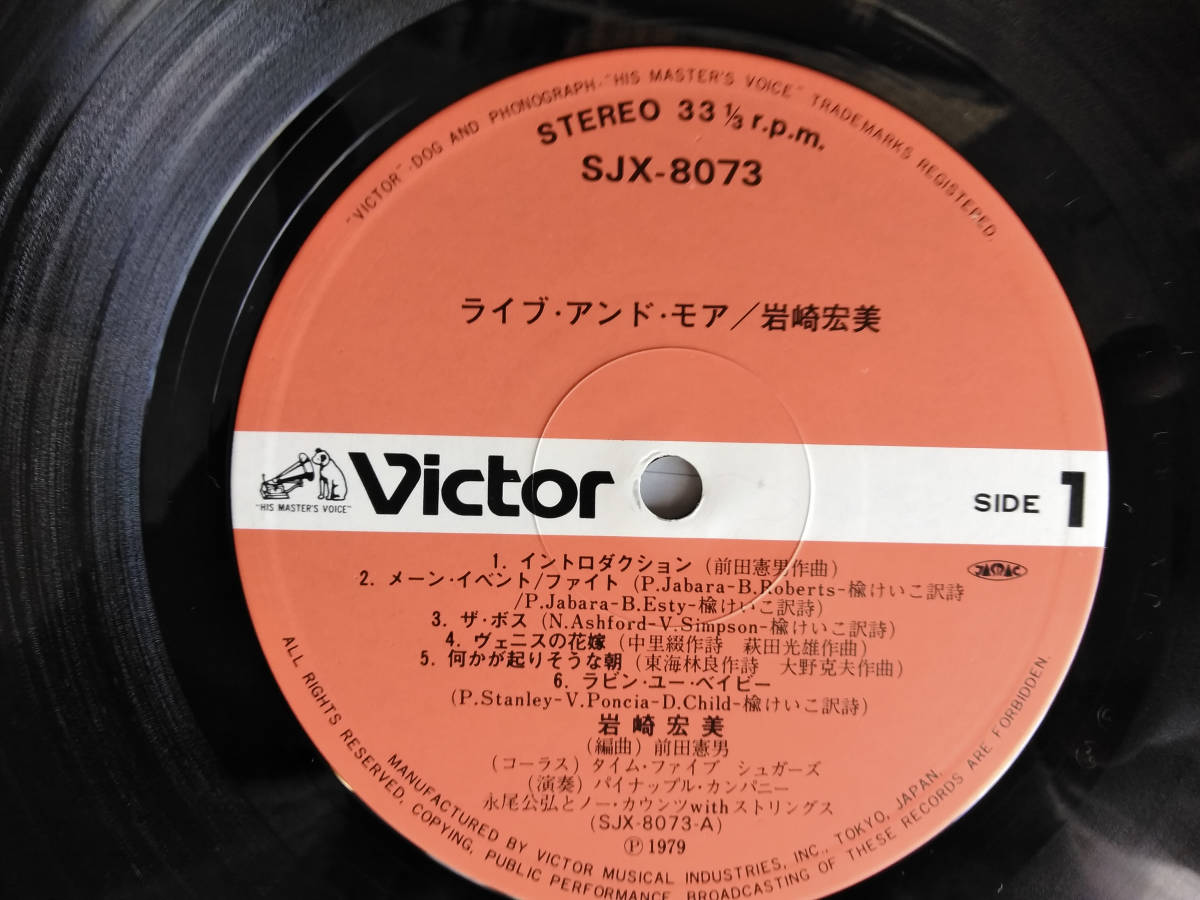 "VICTOR"-DOG AND PHONOGRAPH-"HIS MASTER'S VOICE" TRADEMARKS REGISTERED.
STEREO 33 1/3 r.p.m.
SJX-8073
ライブ・アンド・モア/岩崎宏美
"HIS MASTER'S VOICE"
Victor
SIDE 1
1. イントロダクション (前田憲男作曲)
2. メーン・イベント/ファイト (P.Jabara-B.Roberts-楡けいこ訳詩
/P.Jabara-B.Esty-楡けいこ訳詩)
JASRAC
3. ザ・ボス (N.Ashford-V.Simpson-楡けいこ訳詩)
4. ヴェニスの花嫁 (中里綴作詩 萩田光雄作曲)
5. 何かが起りそうな朝 (東海林良作詩 大野克夫作曲)
6. ラビン・ユー・ベイビー
(P.Stanley-V.Poncia-D.Child-楡けいこ訳詩)
岩崎宏美
(編曲) 前田憲男
(コーラス) タイム・ファイブ シュガーズ
(演奏) パイナップル・カンパニー
永尾公弘とノー・カウンツwithストリングス
(SJX-8073-A)
Ⓟ1979
MANUFACTURED BY VICTOR MUSICAL INDUSTRIES, INC., TOKYO, JAPAN.
ALL RIGHTS RESERVED. COPYING, PUBLIC PERFORMANCE, BROADCASTING OF THESE RECORDS ARE FORBIDDEN.